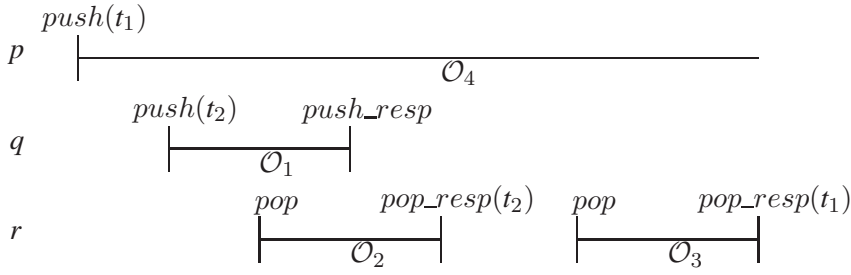 push(t₁)
p
𝒪₄
push(t₂) push_resp
q
𝒪₁
pop pop_resp(t₂) pop pop_resp(t₁)
r
𝒪₂ 𝒪₃